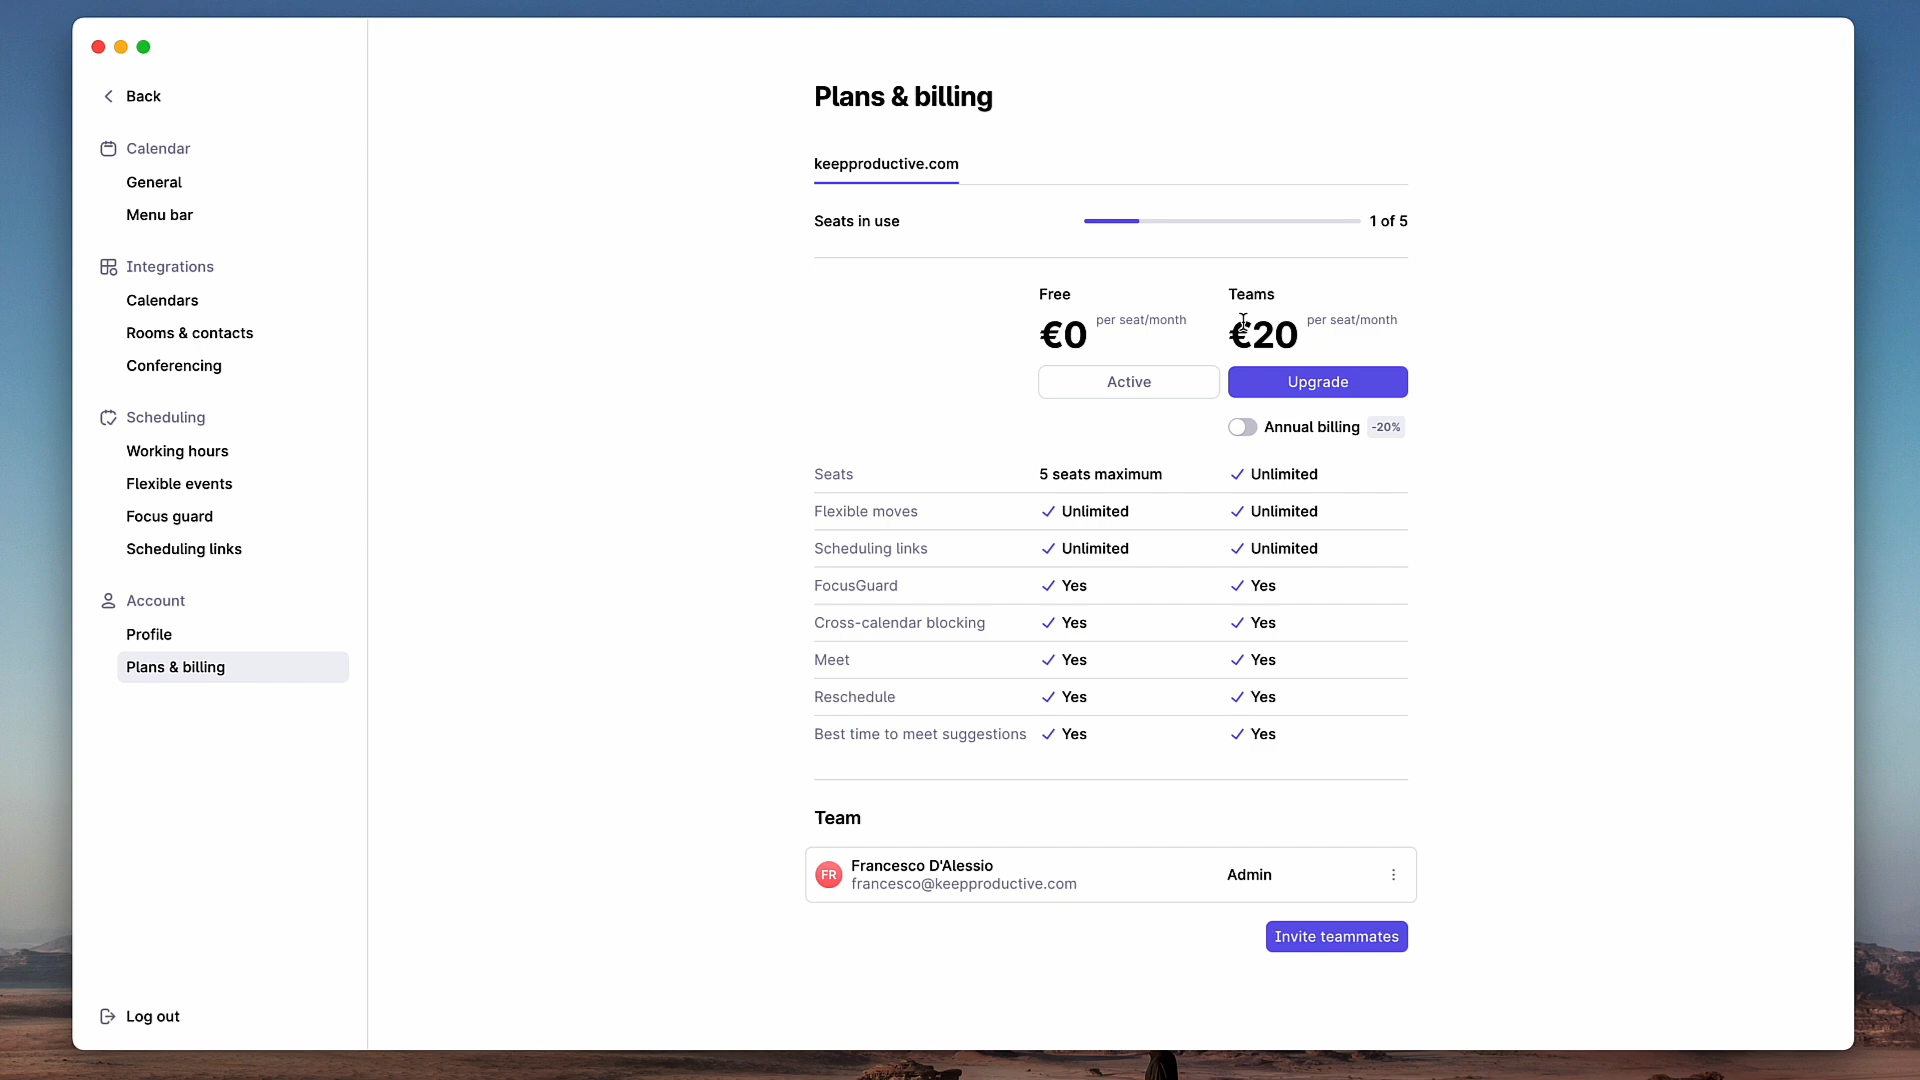 Back
Calendar
General
Menu bar
Integrations
Calendars
Rooms & contacts
Conferencing
Scheduling
Working hours
Flexible events
Focus guard
Scheduling links
Account
Profile
Plans & billing
Log out
Plans & billing
keepproductive.com
Seats in use 1 of 5
Free Teams
€0 per seat/month €20 per seat/month
Active Upgrade
Annual billing -20%
Seats 5 seats maximum Unlimited
Flexible moves Unlimited Unlimited
Scheduling links Unlimited Unlimited
FocusGuard Yes Yes
Cross-calendar blocking Yes Yes
Meet Yes Yes
Reschedule Yes Yes
Best time to meet suggestions Yes Yes
Team
FR Francesco D'Alessio Admin
francesco@keepproductive.com
Invite teammates